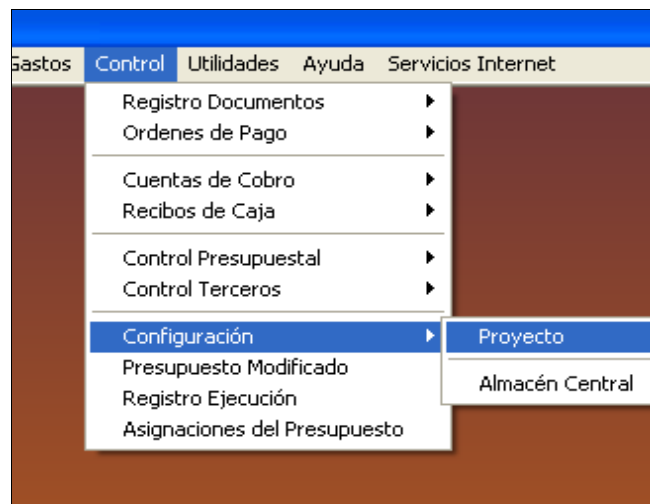 Gastos Control Utilidades Ayuda Servicios Internet
Registro Documentos
Ordenes de Pago
Cuentas de Cobro
Recibos de Caja
Control Presupuestal
Control Terceros
Configuración
Proyecto
Presupuesto Modificado
Almacén Central
Registro Ejecución
Asignaciones del Presupuesto